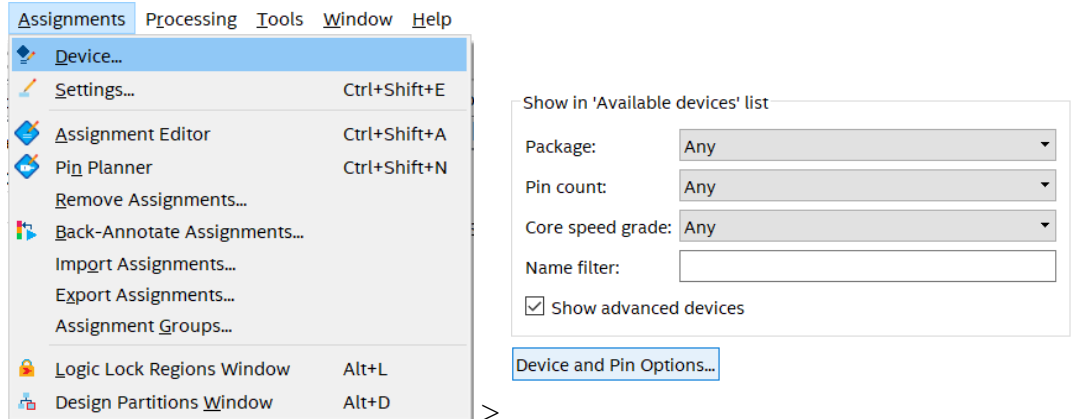 Assignments Processing Tools Window Help
Device...
Settings... Ctrl+Shift+E
Assignment Editor Ctrl+Shift+A
Pin Planner Ctrl+Shift+N
Remove Assignments...
Back-Annotate Assignments...
Import Assignments...
Export Assignments...
Assignment Groups...
Logic Lock Regions Window Alt+L
Design Partitions Window Alt+D
>
Show in 'Available devices' list
Package: Any
Pin count: Any
Core speed grade: Any
Name filter:
Show advanced devices
Device and Pin Options...